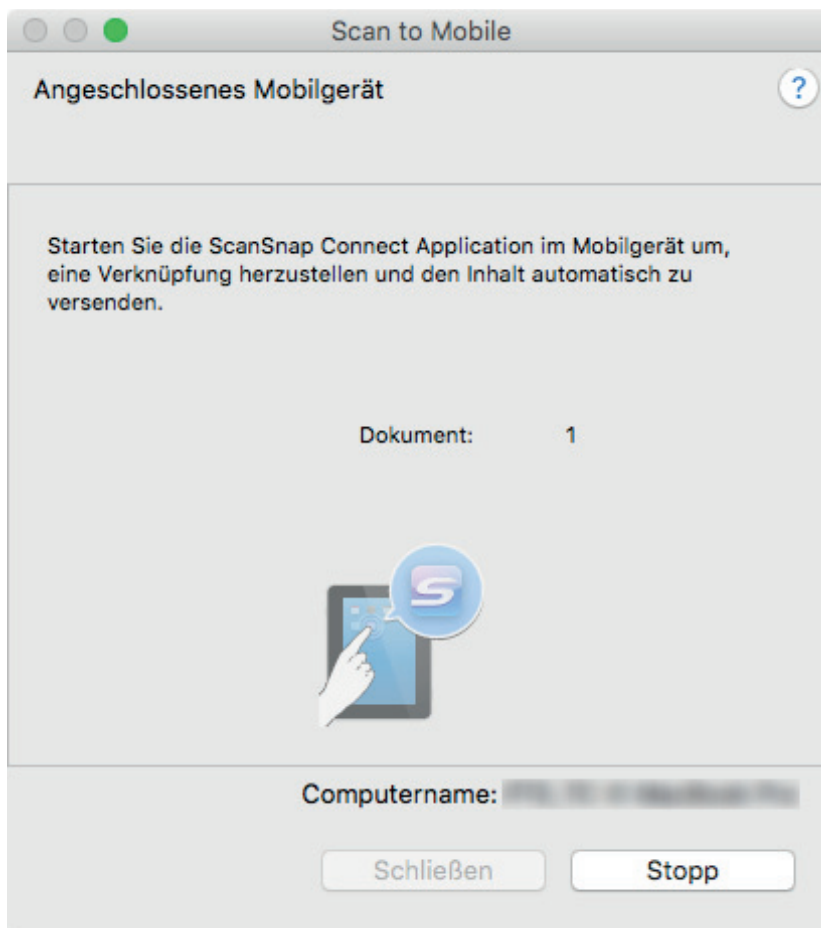 Scan to Mobile
Angeschlossenes Mobilgerät
?
Starten Sie die ScanSnap Connect Application im Mobilgerät um,
eine Verknüpfung herzustellen und den Inhalt automatisch zu
versenden.
Dokument: 1
S
Computername:
Schließen Stopp